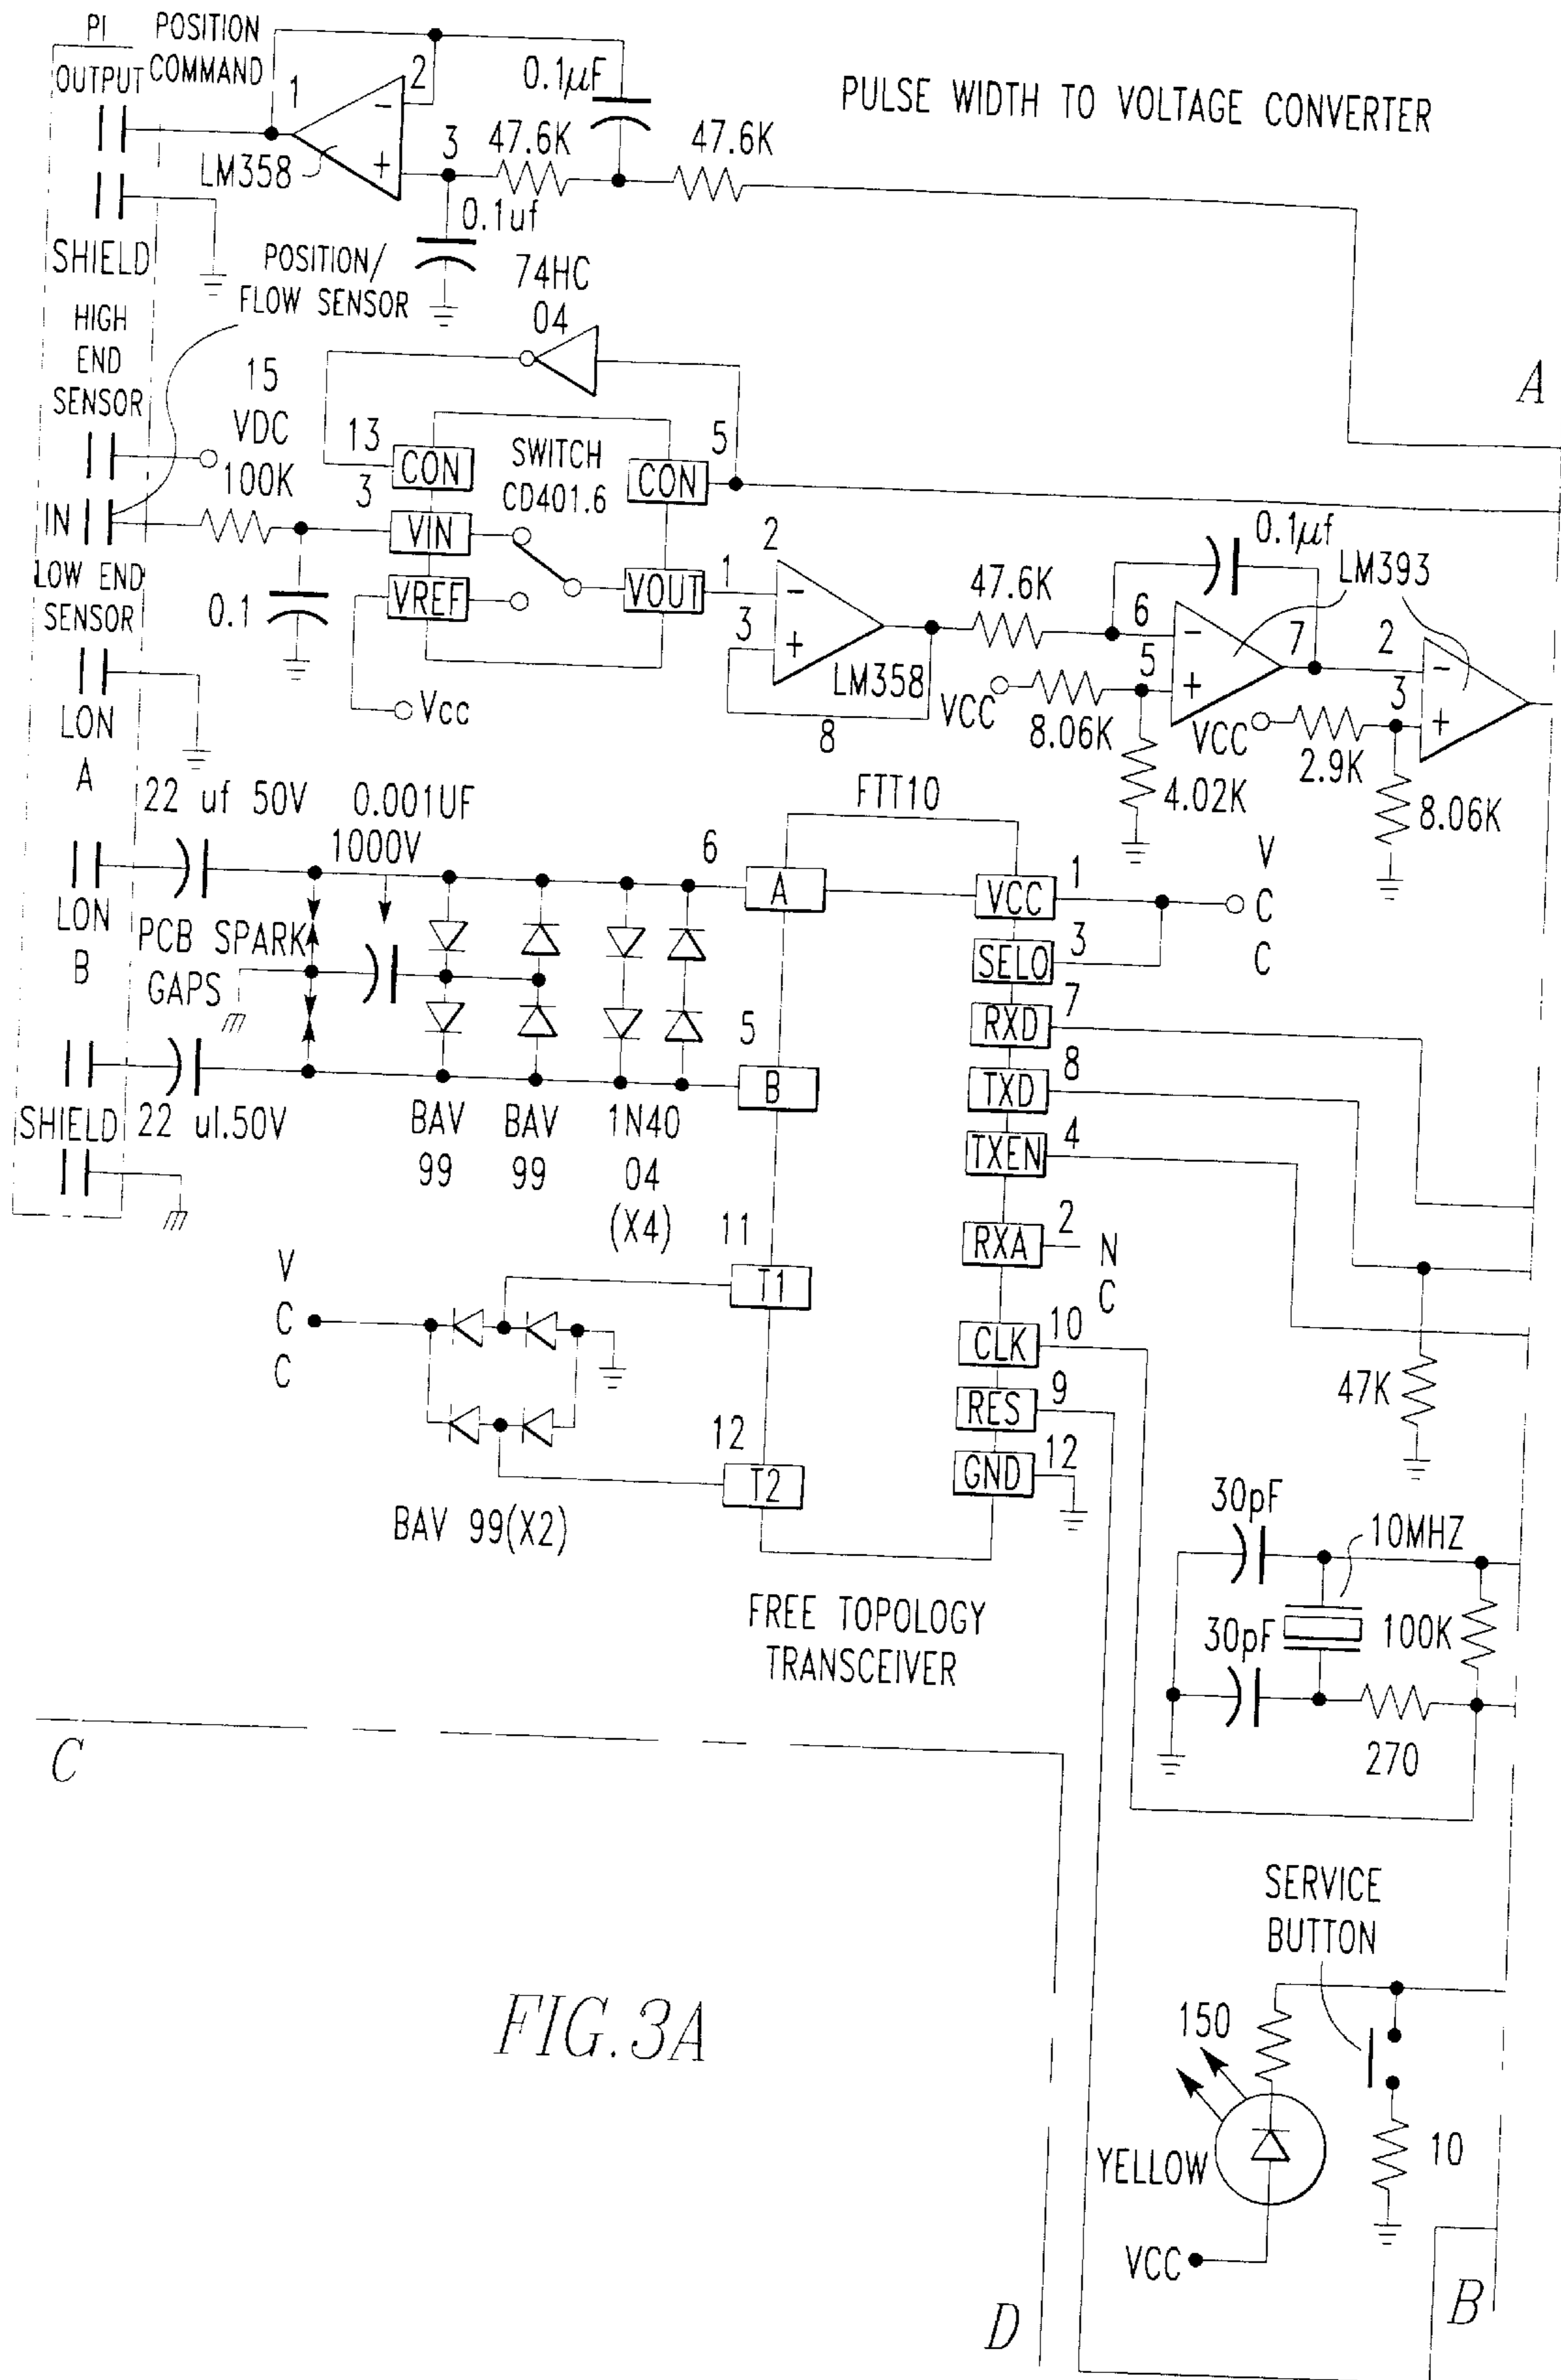 PI
OUTPUT
POSITION
COMMAND
1
2
3
LM358
0.1μF
47.6K
47.6K
0.1uf
PULSE WIDTH TO VOLTAGE CONVERTER
SHIELD
POSITION/
FLOW SENSOR
74HC
04
HIGH
END
SENSOR
15
VDC
100K
A
13
CON
3
SWITCH
CD401.6
5
CON
IN
VIN
VREF
VOUT
1
LOW END
SENSOR
0.1
Vcc
2
3
LM358
8
47.6K
0.1μf
LM393
6
5
7
2
3
VCC
8.06K
4.02K
VCC
2.9K
8.06K
LON
A
22 uf 50V
0.001UF
1000V
FTT10
6
A
VCC
1
V
C
C
LON
B
PCB SPARK
GAPS
SELO
3
RXD
7
5
B
TXD
8
SHIELD
22 ul.50V
BAV
99
BAV
99
1N40
04
(X4)
TXEN
4
RXA
2
N
C
11
T1
V
C
C
CLK
10
RES
9
47K
12
T2
GND
12
BAV 99(X2)
30pF
10MHZ
30pF
100K
270
FREE TOPOLOGY
TRANSCEIVER
C
SERVICE
BUTTON
150
YELLOW
10
VCC
FIG.3A
D
B